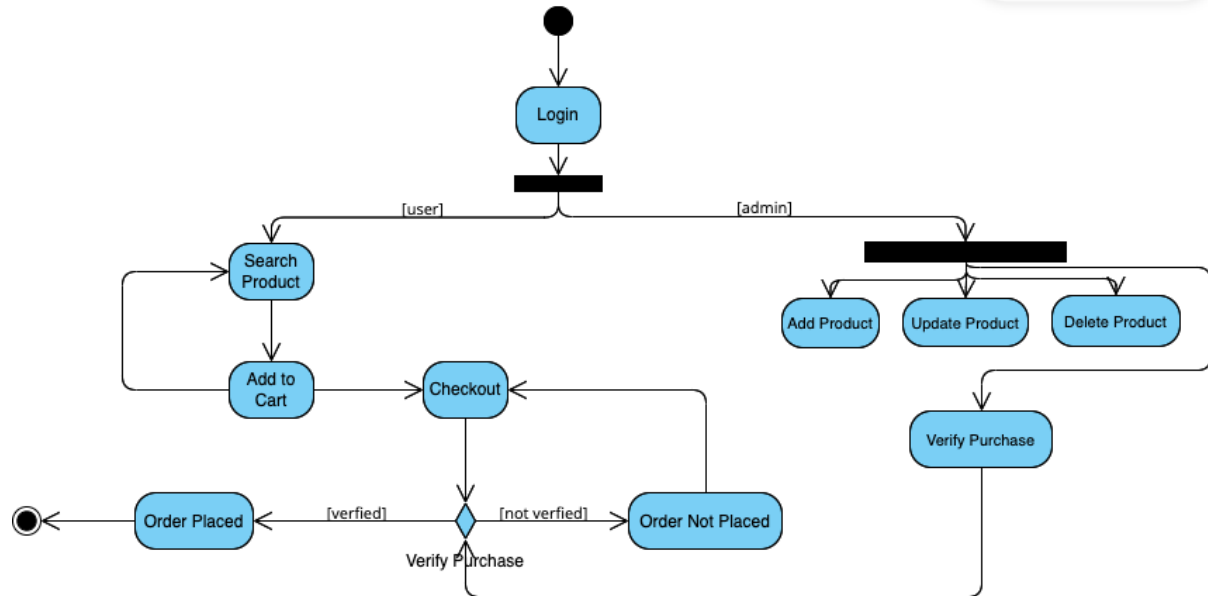 Login
[user]
[admin]
Search
Product
Add Product
Update Product
Delete Product
Add to
Cart
Checkout
Verify Purchase
Order Placed
[verfied]
[not verfied]
Order Not Placed
Verify Purchase